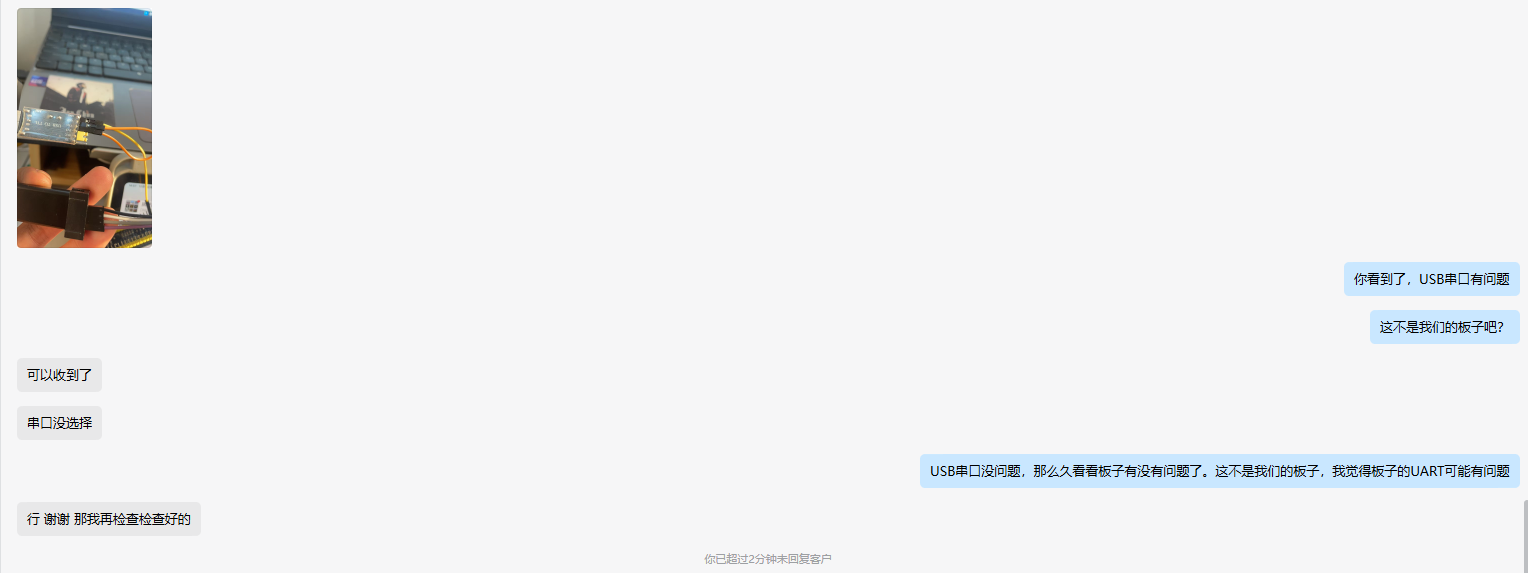 你看到了，USB串口有问题
这不是我们的板子吧？
可以收到了
串口没选择
USB串口没问题，那么久看看板子有没有问题了。这不是我们的板子，我觉得板子的UART可能有问题
行 谢谢 那我再检查检查好的
你已超过2分钟未回复客户